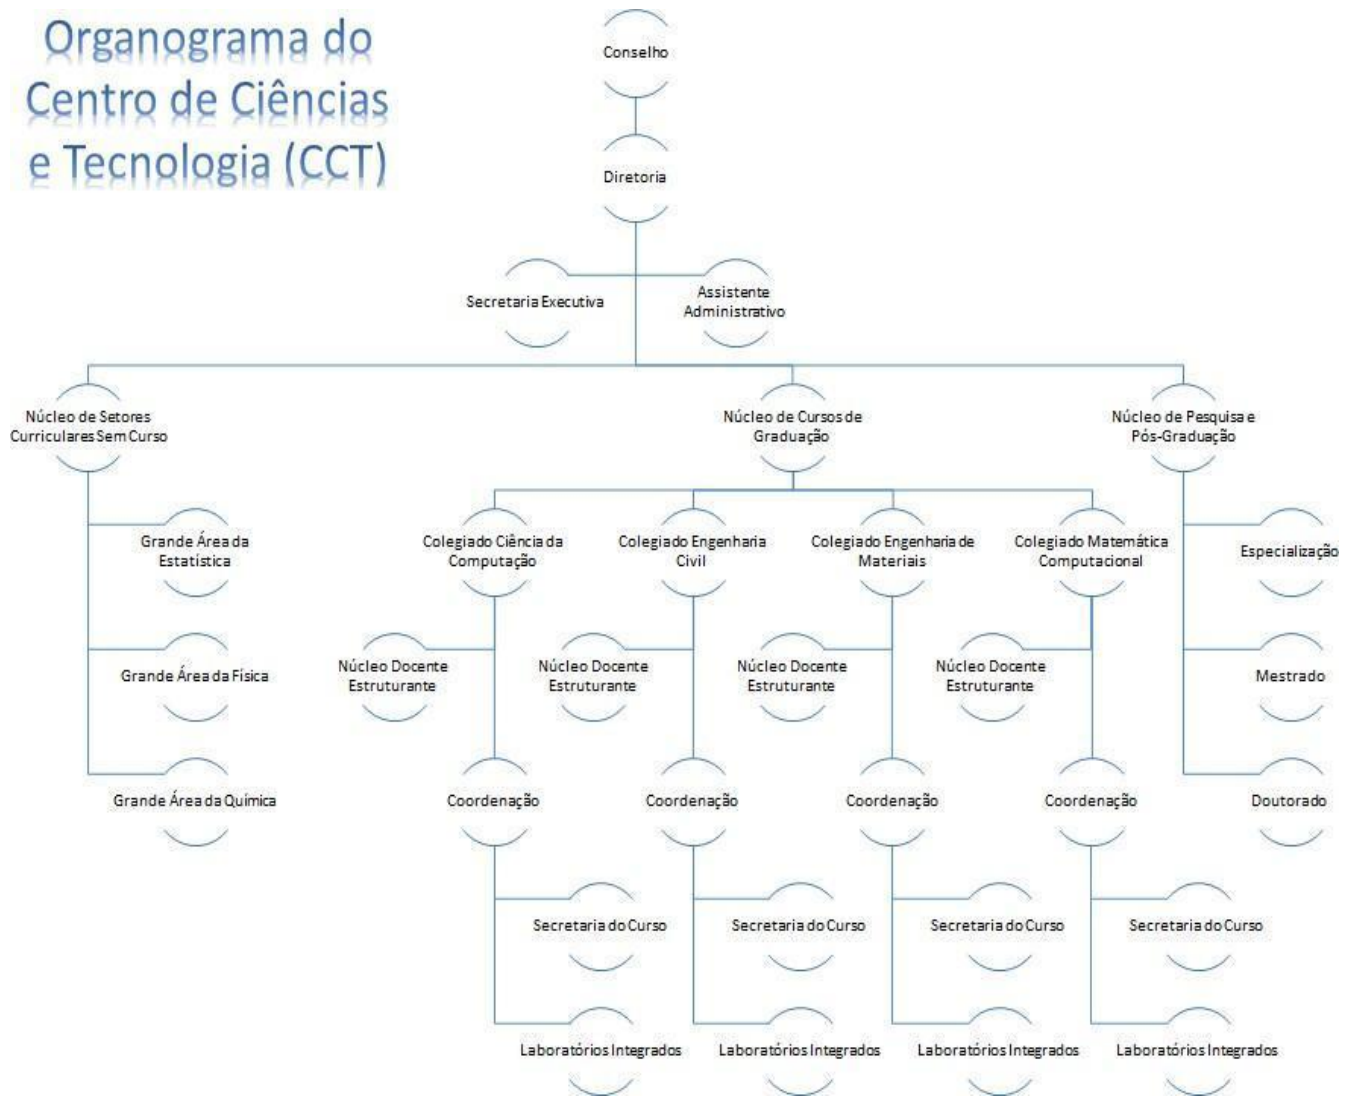 Organograma do
Centro de Ciências
e Tecnologia (CCT)
Conselho
Diretoria
Secretaria Executiva
Assistente
Administrativo
Núcleo de Setores
Curriculares Sem Curso
Núcleo de Cursos de
Graduação
Núcleo de Pesquisa e
Pós-Graduação
Grande Área da
Estatística
Colegiado Ciência da
Computação
Colegiado Engenharia
Civil
Colegiado Engenharia de
Materiais
Colegiado Matemática
Computacional
Especialização
Grande Área da Física
Núcleo Docente
Estruturante
Núcleo Docente
Estruturante
Núcleo Docente
Estruturante
Núcleo Docente
Estruturante
Mestrado
Grande Área da Química
Coordenação
Coordenação
Coordenação
Coordenação
Doutorado
Secretaria do Curso
Secretaria do Curso
Secretaria do Curso
Secretaria do Curso
Laboratórios Integrados
Laboratórios Integrados
Laboratórios Integrados
Laboratórios Integrados